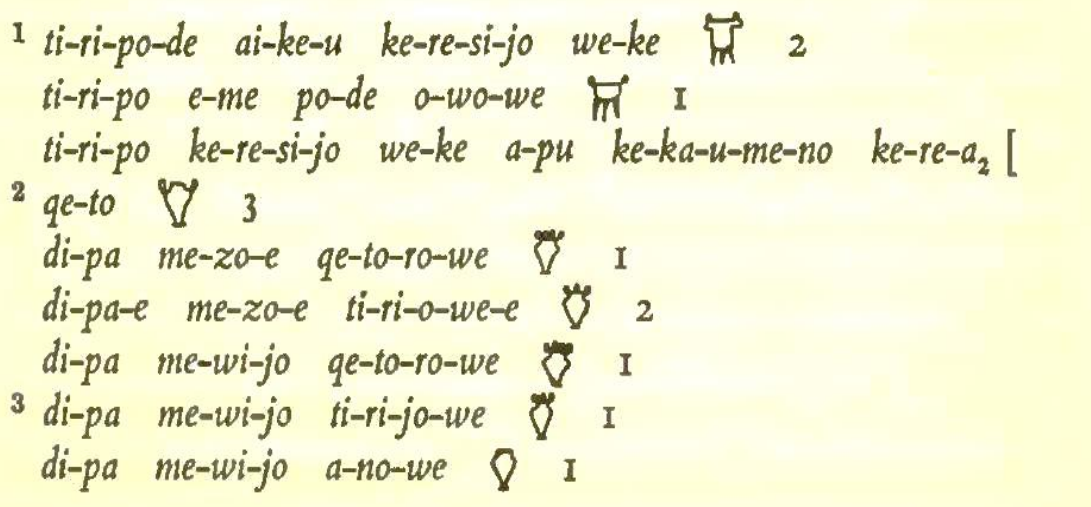 1 ti-ri-po-de ai-ke-u ke-re-si-jo we-ke 2
ti-ri-po e-me po-de o-wo-we 1
ti-ri-po ke-re-si-jo we-ke a-pu ke-ka-u-me-no ke-re-a₂ [
2 qe-to 3
di-pa me-zo-e qe-to-ro-we 1
di-pa-e me-zo-e ti-ri-o-we-e 2
di-pa me-wi-jo qe-to-ro-we 1
3 di-pa me-wi-jo ti-ri-jo-we 1
di-pa me-wi-jo a-no-we 1